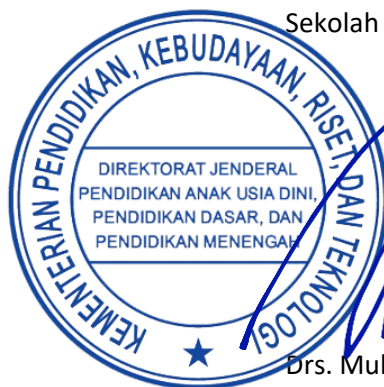 Sekolah
KEMENTERIAN PENDIDIKAN, KEBUDAYAAN, RISET, DAN TEKNOLOGI
DIREKTORAT JENDERAL
PENDIDIKAN ANAK USIA DINI,
PENDIDIKAN DASAR, DAN
PENDIDIKAN MENENGAH
Drs.